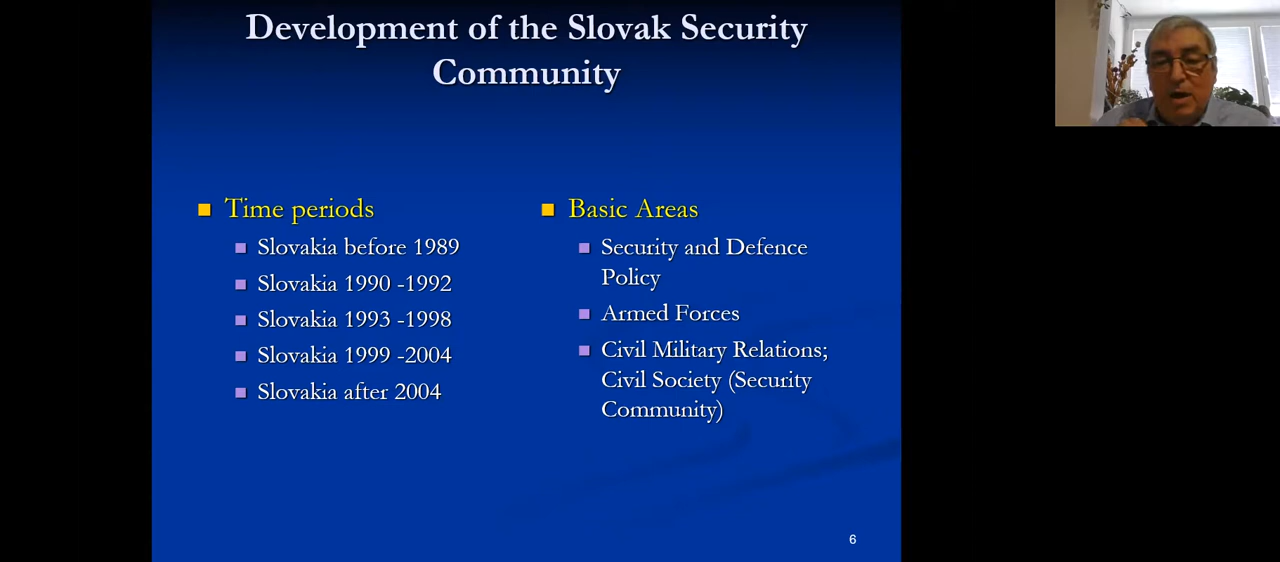 Development of the Slovak Security
Community
Time periods
Slovakia before 1989
Slovakia 1990 -1992
Slovakia 1993 -1998
Slovakia 1999 -2004
Slovakia after 2004
Basic Areas
Security and Defence
Policy
Armed Forces
Civil Military Relations;
Civil Society (Security
Community)
6